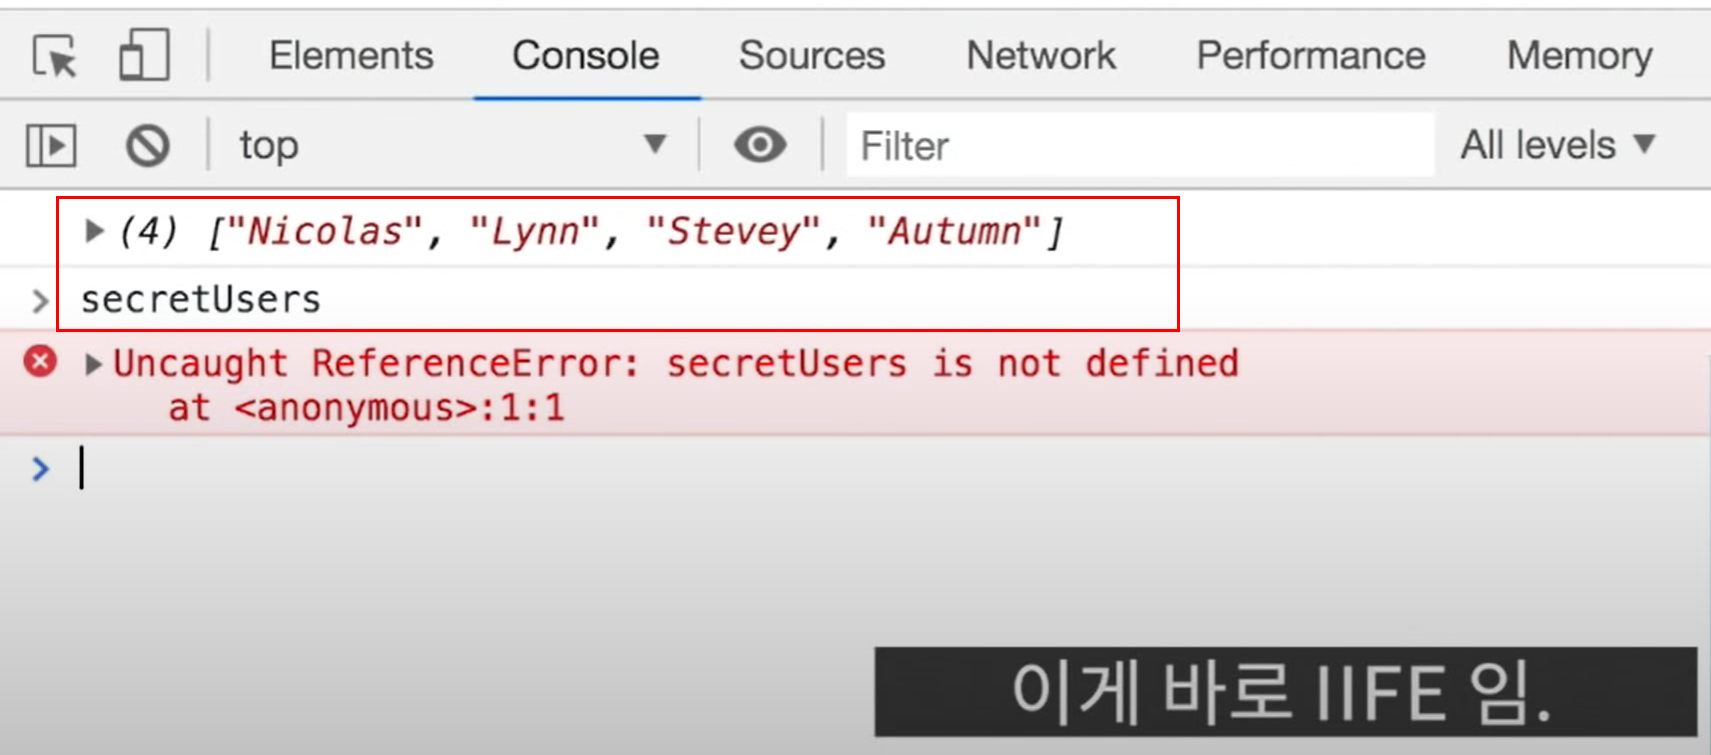 Elements Console Sources Network Performance Memory
top ▼ Filter All levels ▼
▶ (4) ["Nicolas", "Lynn", "Stevey", "Autumn"]
> secretUsers
▶ Uncaught ReferenceError: secretUsers is not defined
at <anonymous>:1:1
>
이게 바로 IIFE 임.